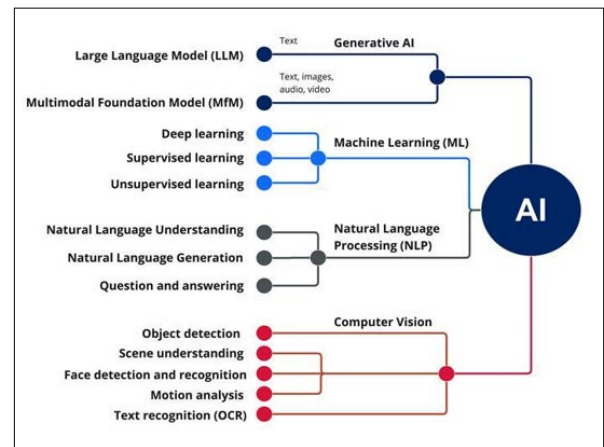 Text
Generative AI
Large Language Model (LLM)
Text, images,
audio, video
Multimodal Foundation Model (MfM)
Deep learning
Machine Learning (ML)
Supervised learning
Unsupervised learning
AI
Natural Language Understanding
Natural Language
Processing (NLP)
Natural Language Generation
Question and answering
Computer Vision
Object detection
Scene understanding
Face detection and recognition
Motion analysis
Text recognition (OCR)